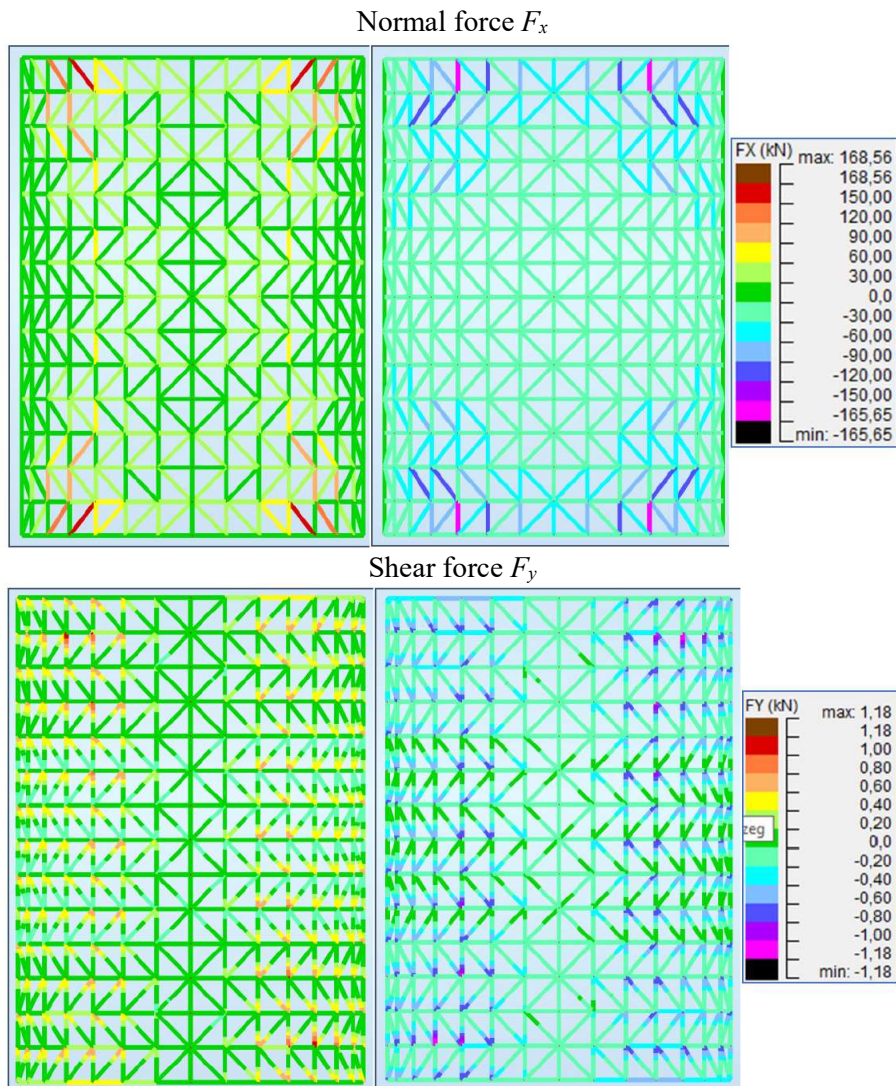 Normal force Fx
FX (kN)
max: 168,56
168,56
150,00
120,00
90,00
60,00
30,00
0,0
-30,00
-60,00
-90,00
-120,00
-150,00
-165,65
min: -165,65
Shear force Fy
FY (kN)
max: 1,18
1,18
1,00
0,80
0,60
0,40
0,20
zeg
0,0
-0,20
-0,40
-0,60
-0,80
-1,00
-1,18
min: -1,18